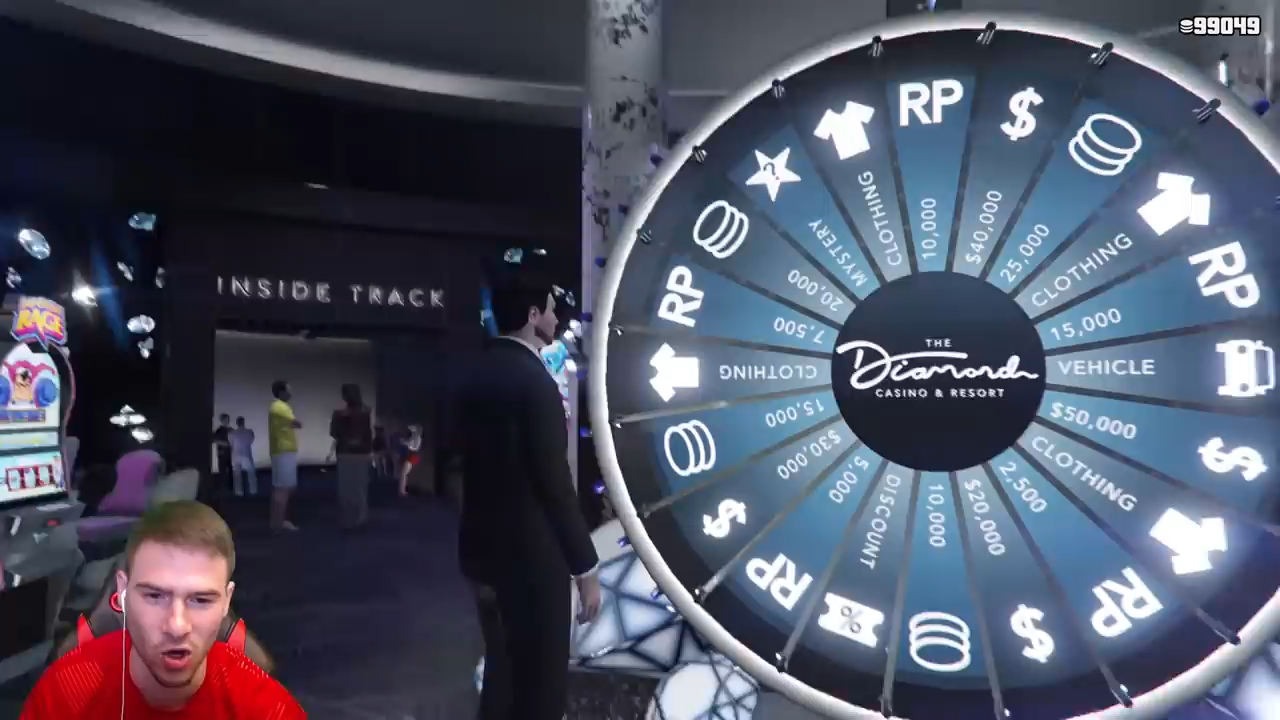 99049
INSIDE TRACK
RAGE
RP
10,000
$
$40,000
25,000
CLOTHING
RP
15,000
VEHICLE
$
$50,000
CLOTHING
RP
2,500
$
$20,000
10,000
%
DISCOUNT
RP
5,000
$
$30,000
15,000
CLOTHING
RP
7,500
20,000
?
MYSTERY
CLOTHING
THE
Diamond
CASINO & RESORT